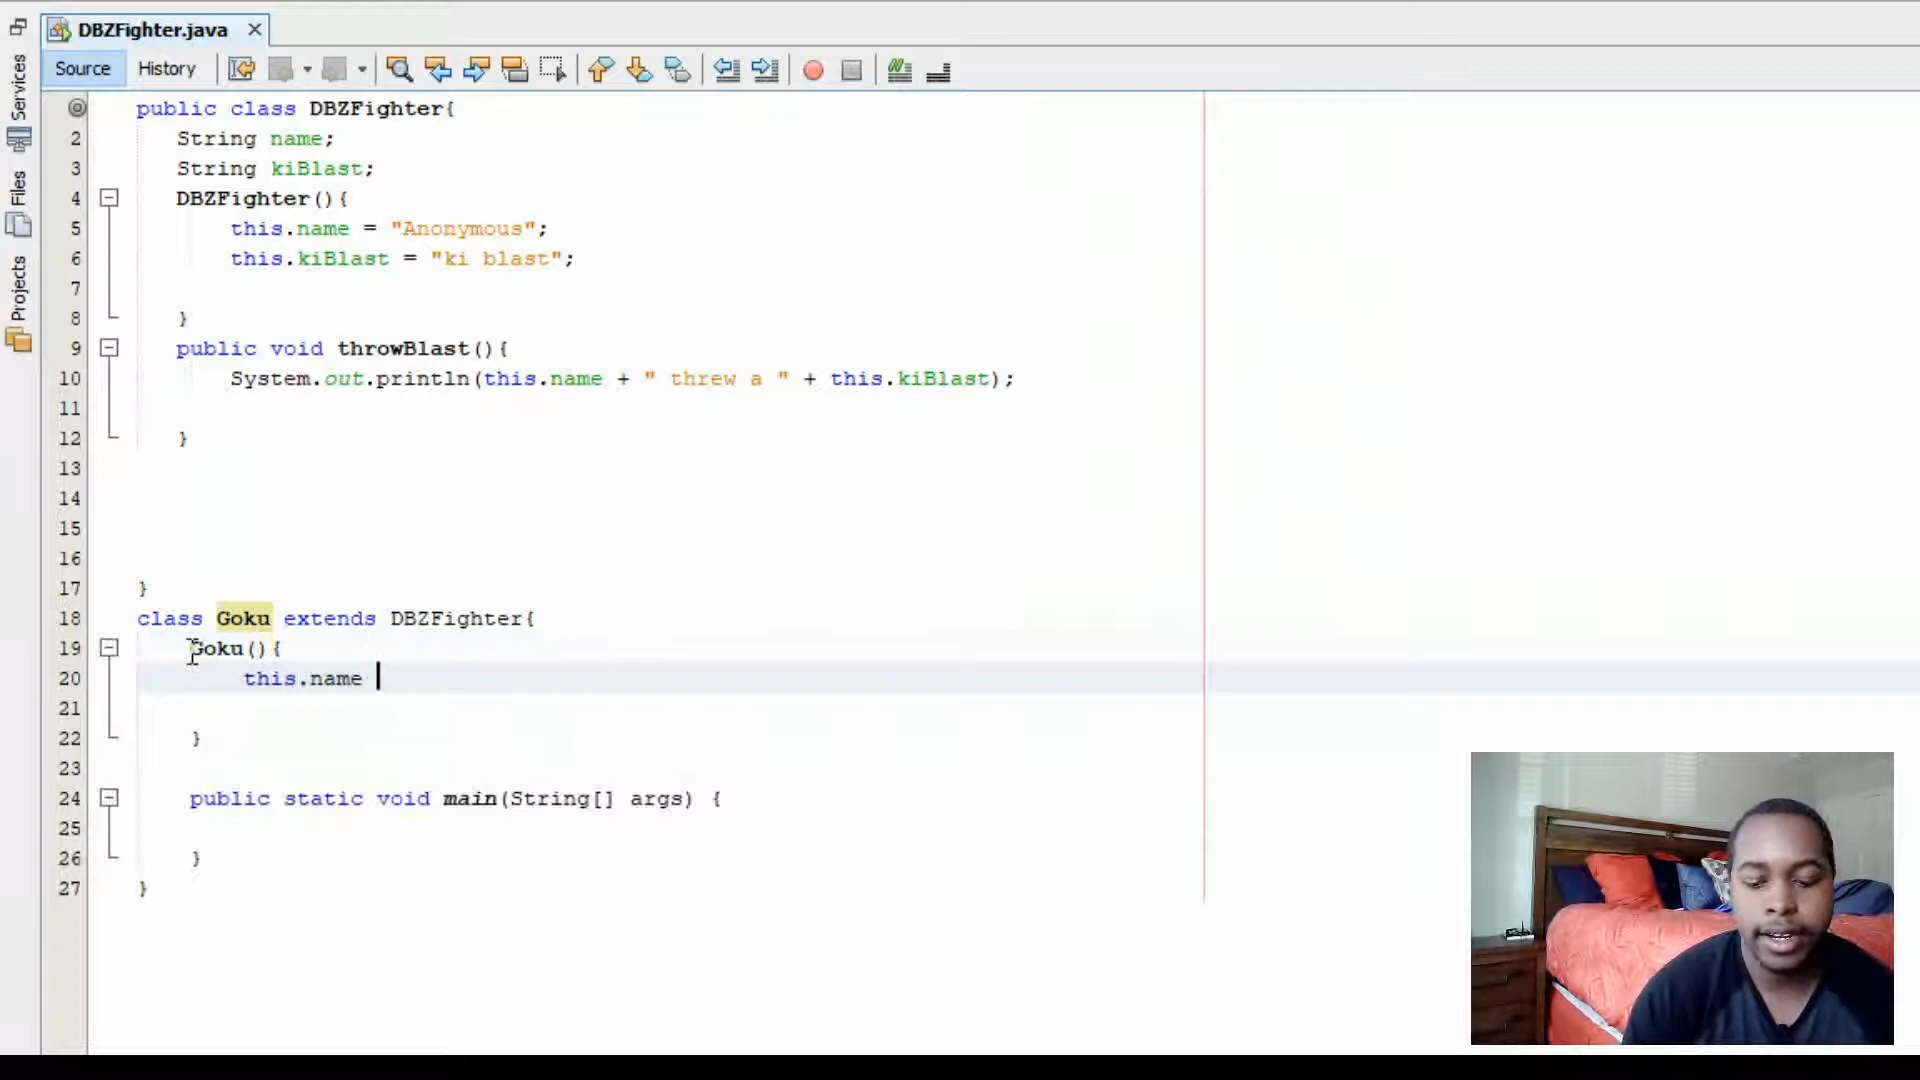 DBZFighter.java
Source History
Services
Files
Projects
public class DBZFighter{
2 String name;
3 String kiBlast;
4 DBZFighter(){
5 this.name = "Anonymous";
6 this.kiBlast = "ki blast";
7
8 }
9 public void throwBlast(){
10 System.out.println(this.name + " threw a " + this.kiBlast);
11
12 }
13
14
15
16
17 }
18 class Goku extends DBZFighter{
19 Goku(){
20 this.name
21
22 }
23
24 public static void main(String[] args) {
25
26 }
27 }